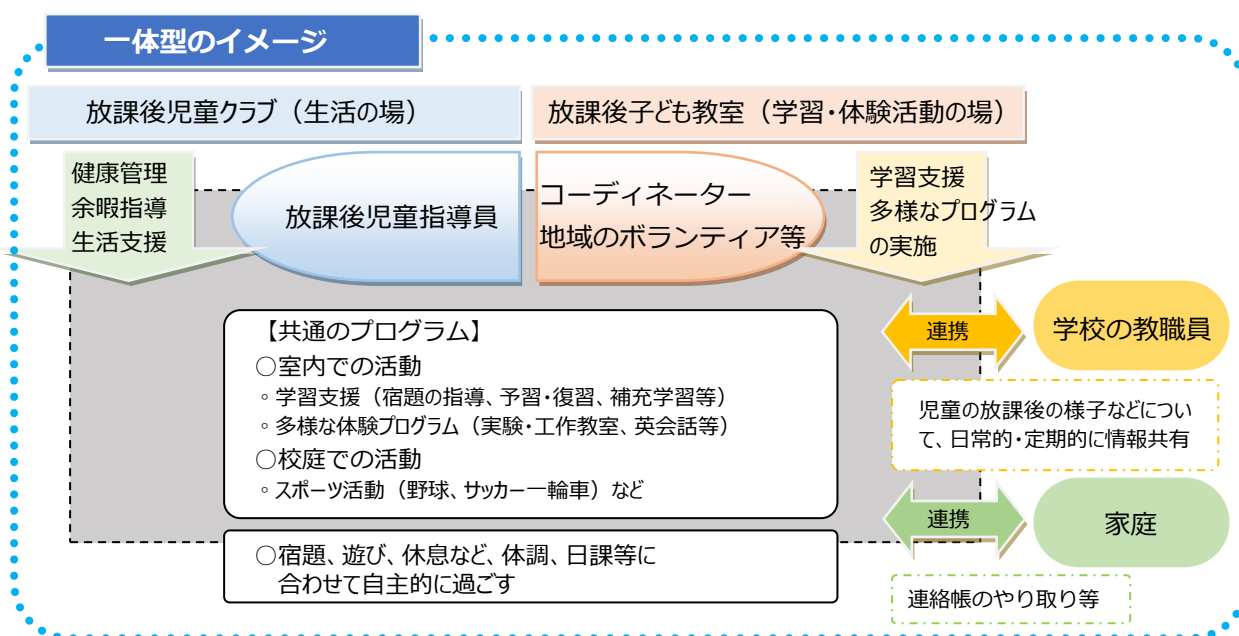 一体型のイメージ
放課後児童クラブ（生活の場）
放課後子ども教室（学習・体験活動の場）
健康管理
余暇指導
生活支援
放課後児童指導員
コーディネーター
地域のボランティア等
学習支援
多様なプログラム
の実施
【共通のプログラム】
○室内での活動
◦学習支援（宿題の指導、予習・復習、補充学習等）
◦多様な体験プログラム（実験・工作教室、英会話等）
○校庭での活動
◦スポーツ活動（野球、サッカー一輪車）など
○宿題、遊び、休息など、体調、日課等に
合わせて自主的に過ごす
連携
学校の教職員
児童の放課後の様子などについ
て、日常的・定期的に情報共有
連携
家庭
連絡帳のやり取り等